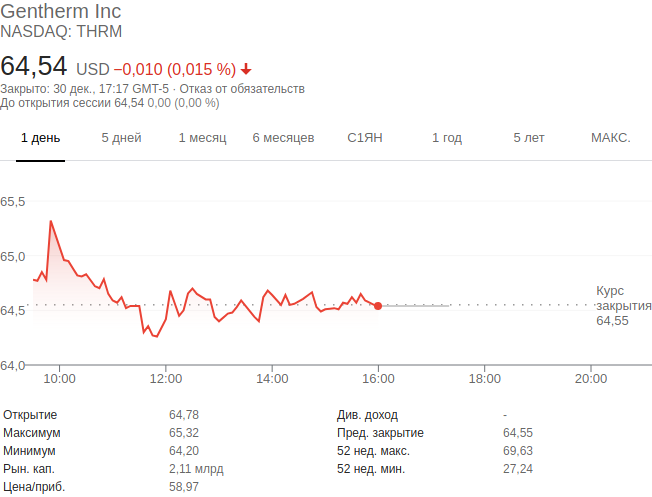 Gentherm Inc
NASDAQ: THRM
64,54 USD −0,010 (0,015 %)
Закрыто: 30 дек., 17:17 GMT-5 · Отказ от обязательств
До открытия сессии 64,54 0,00 (0,00 %)
1 день 5 дней 1 месяц 6 месяцев С1ЯН 1 год 5 лет МАКС.
65,5
65,0
64,5
64,0
Курс
закрытия
64,55
10:00 12:00 14:00 16:00 18:00 20:00
Открытие 64,78 Див. доход -
Максимум 65,32 Пред. закрытие 64,55
Минимум 64,20 52 нед. макс. 69,63
Рын. кап. 2,11 млрд 52 нед. мин. 27,24
Цена/приб. 58,97